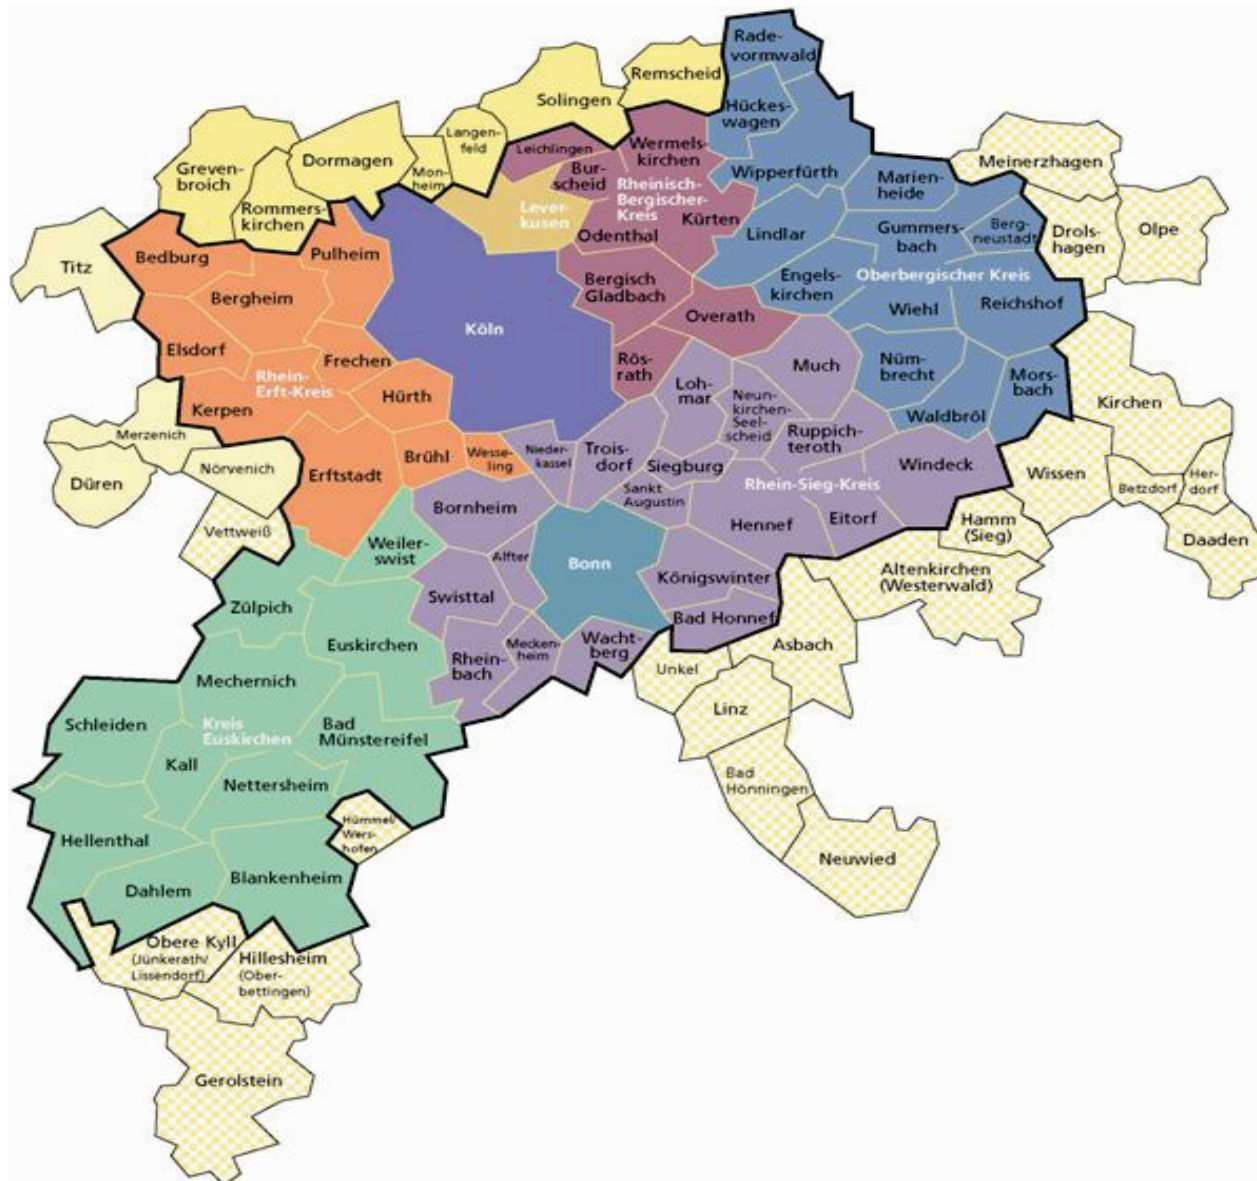 Rade-
vormwald
Remscheid
Solingen
Hückes-
wagen
Langen-
feld
Leichlingen
Wermels-
kirchen
Dormagen
Greven-
broich
Mon-
heim
Bur-
scheid
Rheinisch-
Bergischer-
Kreis
Wipperfürth
Marien-
heide
Meinerzhagen
Rommers-
kirchen
Lever-
kusen
Kürten
Odenthal
Lindlar
Gummers-
bach
Berg-
neustadt
Drols-
hagen
Olpe
Titz
Bedburg
Pulheim
Bergheim
Bergisch
Gladbach
Engels-
kirchen
Oberbergischer Kreis
Wiehl
Reichshof
Köln
Overath
Elsdorf
Frechen
Rhein-
Erft-Kreis
Hürth
Kerpen
Rös-
rath
Loh-
mar
Much
Nüm-
brecht
Mors-
bach
Neun-
kirchen-
Seel-
scheid
Waldbröl
Kirchen
Ruppich-
teroth
Merzenich
Nörvenich
Düren
Erftstadt
Brühl
Wesse-
ling
Nieder-
kassel
Trois-
dorf
Siegburg
Windeck
Wissen
Betzdorf
Her-
dorf
Rhein-Sieg-Kreis
Sankt
Augustin
Bornheim
Hennef
Eitorf
Hamm
(Sieg)
Daaden
Vettweiß
Weiler-
swist
Alfter
Bonn
Königswinter
Altenkirchen
(Westerwald)
Zülpich
Swisttal
Bad Honnef
Euskirchen
Rhein-
bach
Mecken-
heim
Wacht-
berg
Unkel
Asbach
Mechernich
Linz
Schleiden
Kreis
Euskirchen
Bad
Münstereifel
Kall
Nettersheim
Bad
Hönningen
Hellenthal
Hümmel/
Wers-
hofen
Neuwied
Dahlem
Blankenheim
Obere Kyll
(Jünkerath/
Lissendorf)
Hillesheim
(Ober-
bettingen)
Gerolstein